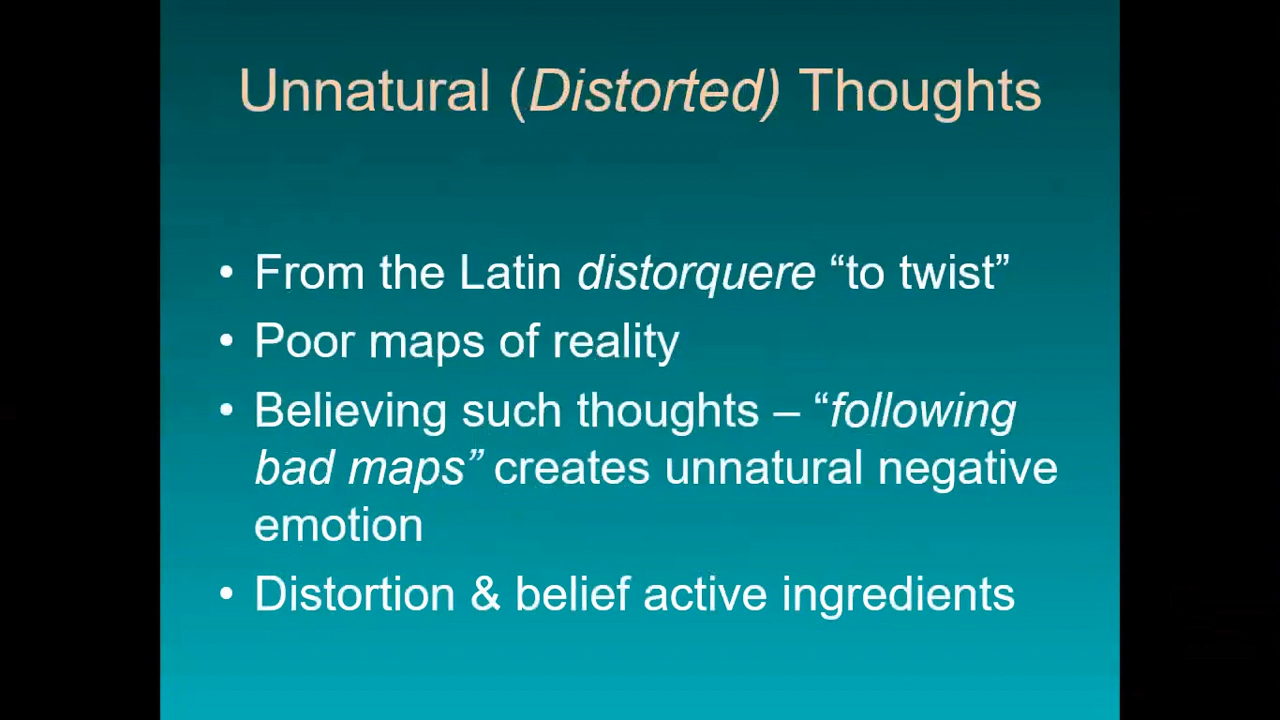 Unnatural (Distorted) Thoughts
• From the Latin distorquere “to twist”
• Poor maps of reality
• Believing such thoughts – “following
bad maps” creates unnatural negative
emotion
• Distortion & belief active ingredients